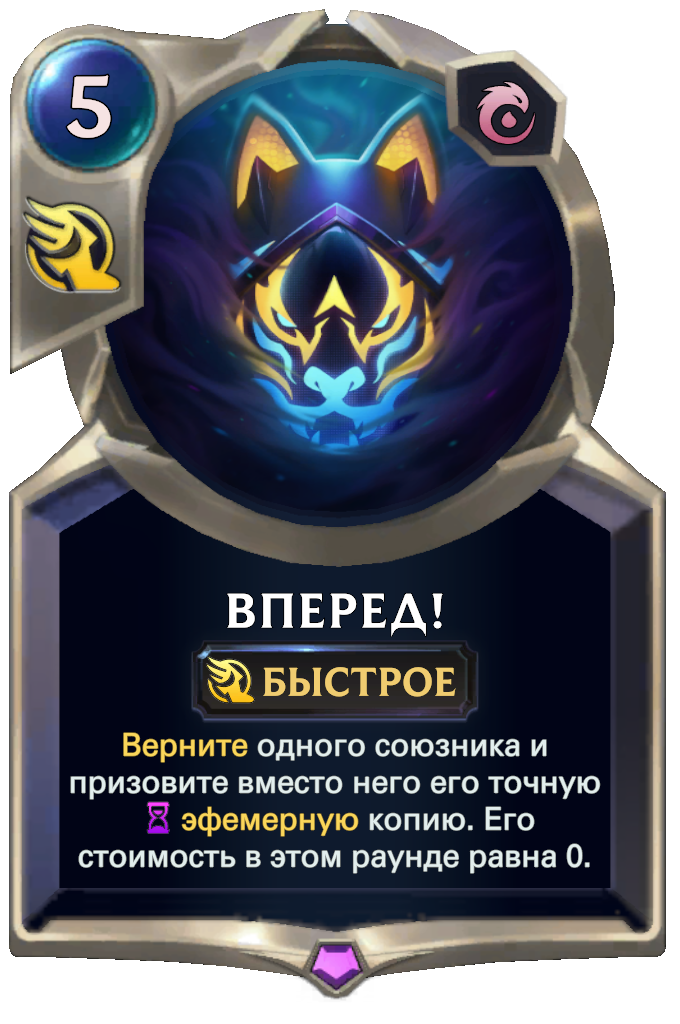 5
ВПЕРЕД!
БЫСТРОЕ
Верните одного союзника и
призовите вместо него его точную
эфемерную копию. Его
стоимость в этом раунде равна 0.